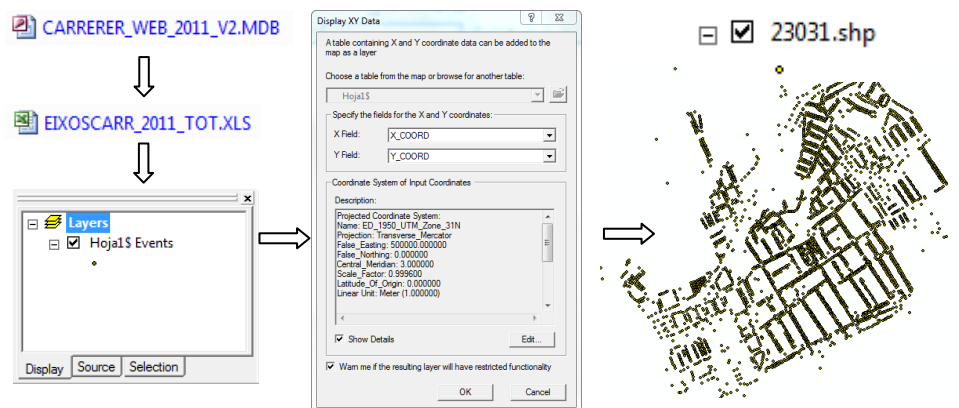 CARRERER_WEB_2011_V2.MDB
EIXOSCARR_2011_TOT.XLS
Layers
Hoja1$ Events
Display Source Selection
Display XY Data
A table containing X and Y coordinate data can be added to the
map as a layer
Choose a table from the map or browse for another table:
Hoja1$
Specify the fields for the X and Y coordinates:
X Field: X_COORD
Y Field: Y_COORD
Coordinate System of Input Coordinates
Description:
Projected Coordinate System:
Name: ED_1950_UTM_Zone_31N
Projection: Transverse_Mercator
False_Easting: 500000.000000
False_Northing: 0.000000
Central_Meridian: 3.000000
Scale_Factor: 0.999600
Latitude_Of_Origin: 0.000000
Linear Unit: Meter (1.000000)
Show Details
Edit...
Warn me if the resulting layer will have restricted functionality
OK Cancel
23031.shp